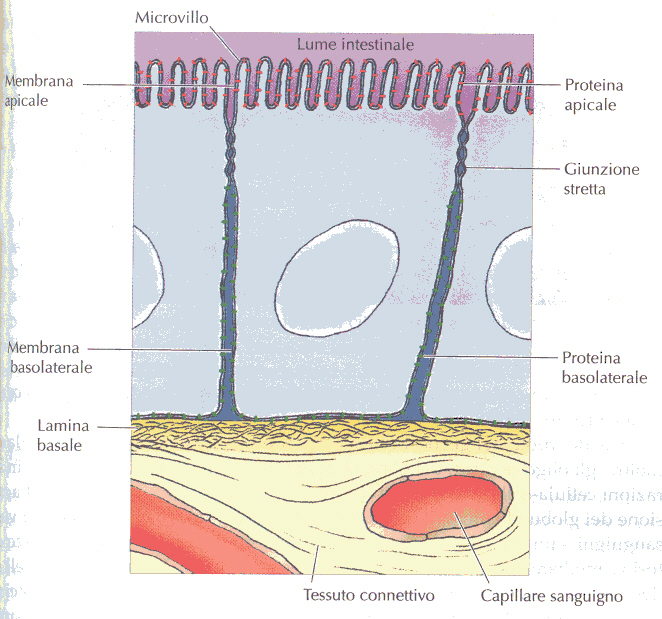 Microvillo
Lume intestinale
Membrana
apicale
Proteina
apicale
Giunzione
stretta
Membrana
basolaterale
Proteina
basolaterale
Lamina
basale
Tessuto connettivo
Capillare sanguigno